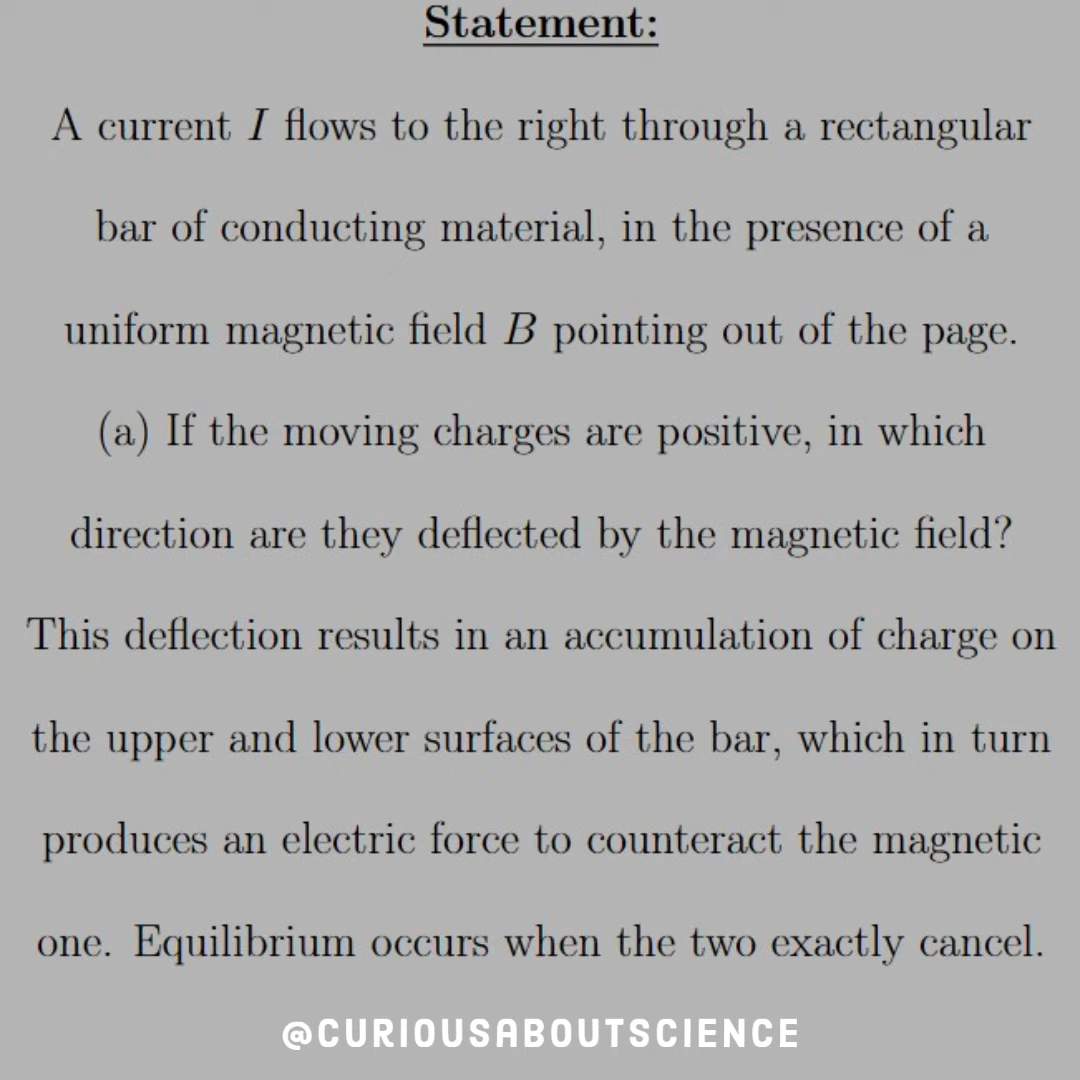 Statement:
A current I flows to the right through a rectangular
bar of conducting material, in the presence of a
uniform magnetic field B pointing out of the page.
(a) If the moving charges are positive, in which
direction are they deflected by the magnetic field?
This deflection results in an accumulation of charge on
the upper and lower surfaces of the bar, which in turn
produces an electric force to counteract the magnetic
one. Equilibrium occurs when the two exactly cancel.
@CURIOUSABOUTSCIENCE